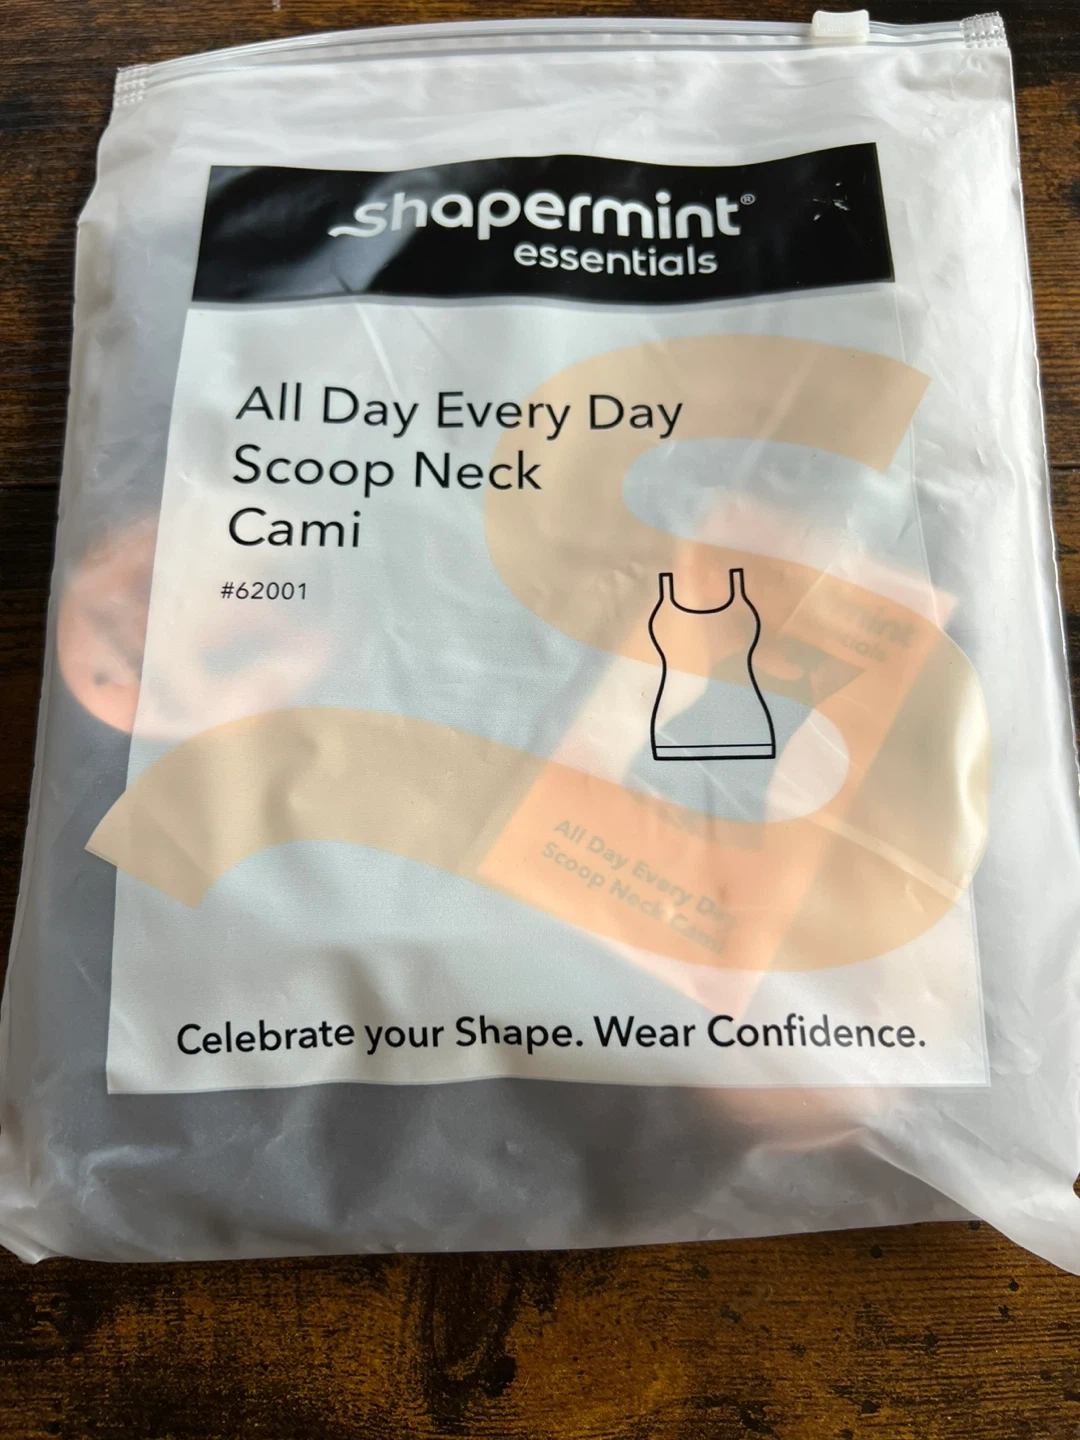 shapermint®
essentials
All Day Every Day
Scoop Neck
Cami
#62001
All Day Every Day
Scoop Neck Cami
Celebrate your Shape. Wear Confidence.